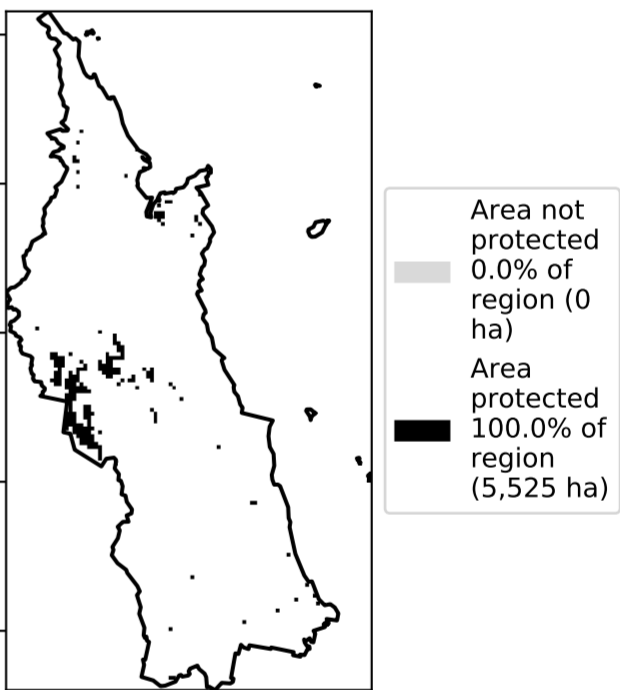 Area not
protected
0.0% of
region (0
ha)
Area
protected
100.0% of
region
(5,525 ha)